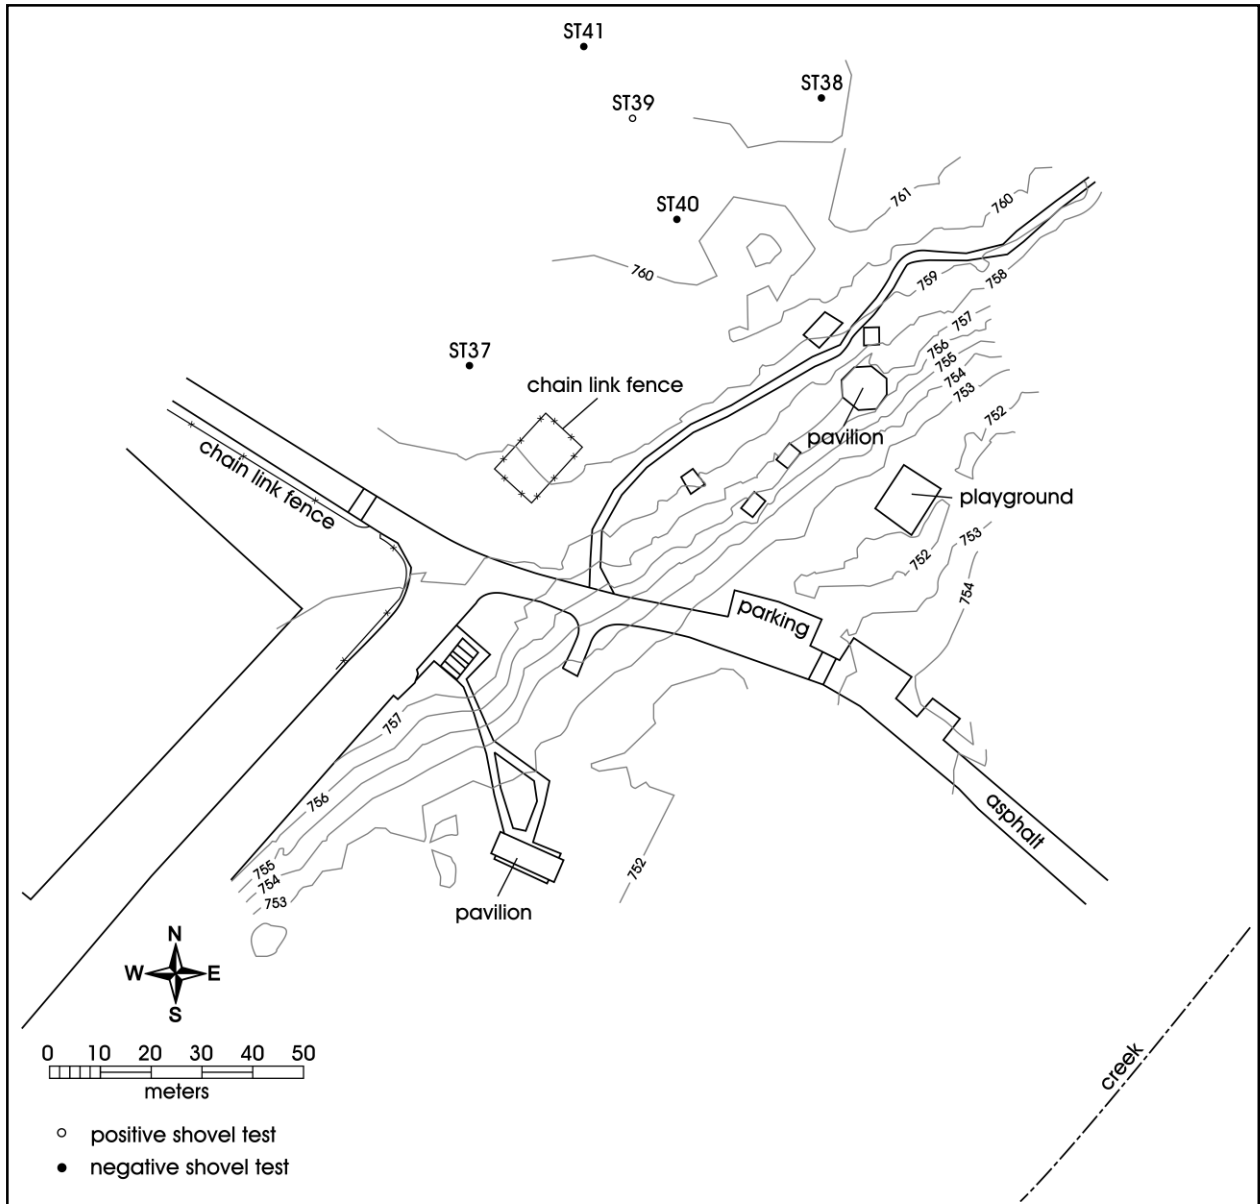 ST41
ST38
ST39
761
760
ST40
760
759
758
757
ST37
756
755
chain link fence
754
753
752
pavilion
chain link fence
playground
753
752
754
parking
757
756
asphalt
755
754
752
753
pavilion
N
W E
S
0 10 20 30 40 50
meters
creek
positive shovel test
negative shovel test